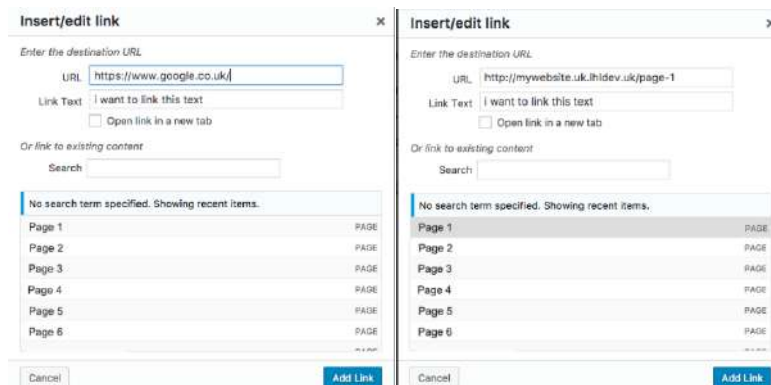 Insert/edit link ×
Enter the destination URL
URL https://www.google.co.uk/
Link Text i want to link this text
Open link in a new tab
Or link to existing content
Search
No search term specified. Showing recent items.
Page 1 PAGE
Page 2 PAGE
Page 3 PAGE
Page 4 PAGE
Page 5 PAGE
Page 6 PAGE
Cancel Add Link
Insert/edit link
Enter the destination URL
URL http://mywebsite.uk.lhldev.uk/page-1
Link Text i want to link this text
Open link in a new tab
Or link to existing content
Search
No search term specified. Showing recent items.
Page 1 PAGE
Page 2 PAGE
Page 3 PAGE
Page 4 PAGE
Page 5 PAGE
Page 6 PAGE
Cancel Add Link